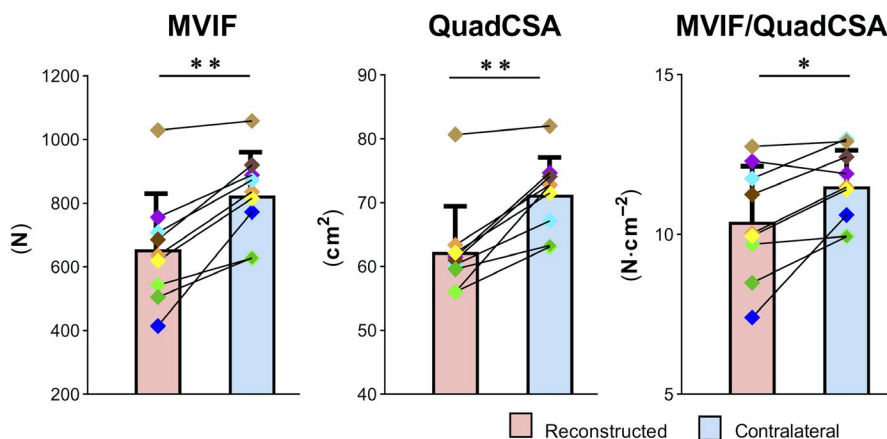 MVIF
**
(N)
1200
1000
800
600
400
200
QuadCSA
**
(cm²)
90
80
70
60
50
40
MVIF/QuadCSA
*
(N·cm⁻²)
15
10
5
Reconstructed
Contralateral